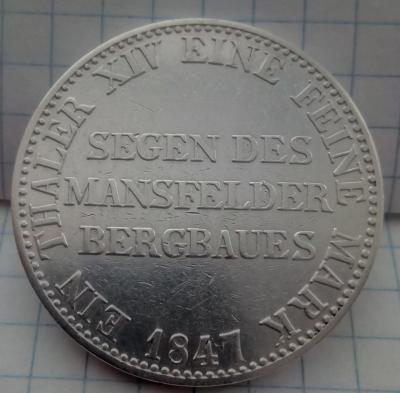 EIN THALER XIV EINE FEINE MARK
SEGEN DES
MANSFELDER
BERGBAUES
1847